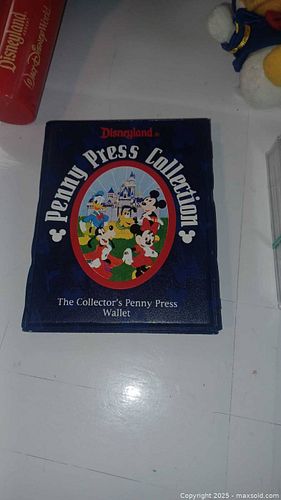 Disneyland
Walt Disney World
Disneyland®
Penny Press Collection
The Collector's Penny Press
Wallet
Copyright 2025 - maxsold.com